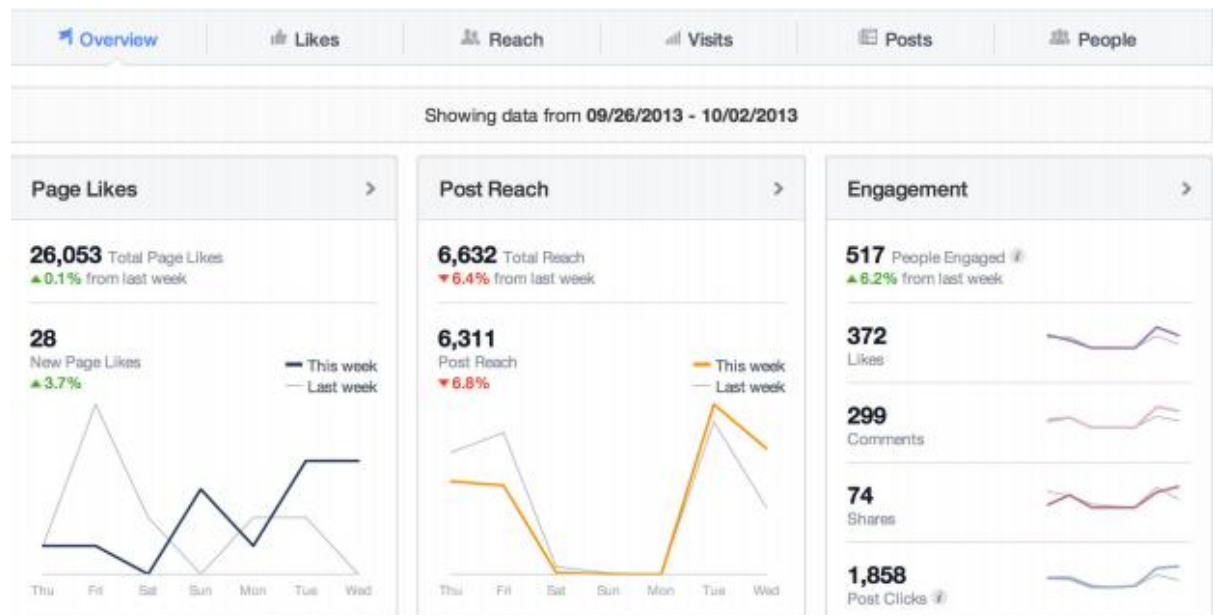 Overview Likes Reach Visits Posts People
Showing data from 09/26/2013 - 10/02/2013
Page Likes
26,053 Total Page Likes
▲0.1% from last week
28
New Page Likes
▲3.7%
This week
Last week
Thu Fri Sat Sun Mon Tue Wed
Post Reach
6,632 Total Reach
▼6.4% from last week
6,311
Post Reach
▼6.8%
This week
Last week
Thu Fri Sat Sun Mon Tue Wed
Engagement
517 People Engaged i
▲6.2% from last week
372
Likes
299
Comments
74
Shares
1,858
Post Clicks i